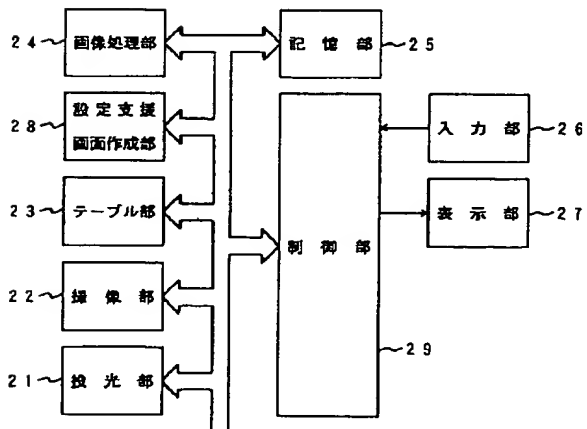 24 画像処理部
記憶部 25
28 設定支援
画面作成部
入力部 26
23 テーブル部
表示部 27
制御部
22 撮像部
29
21 投光部